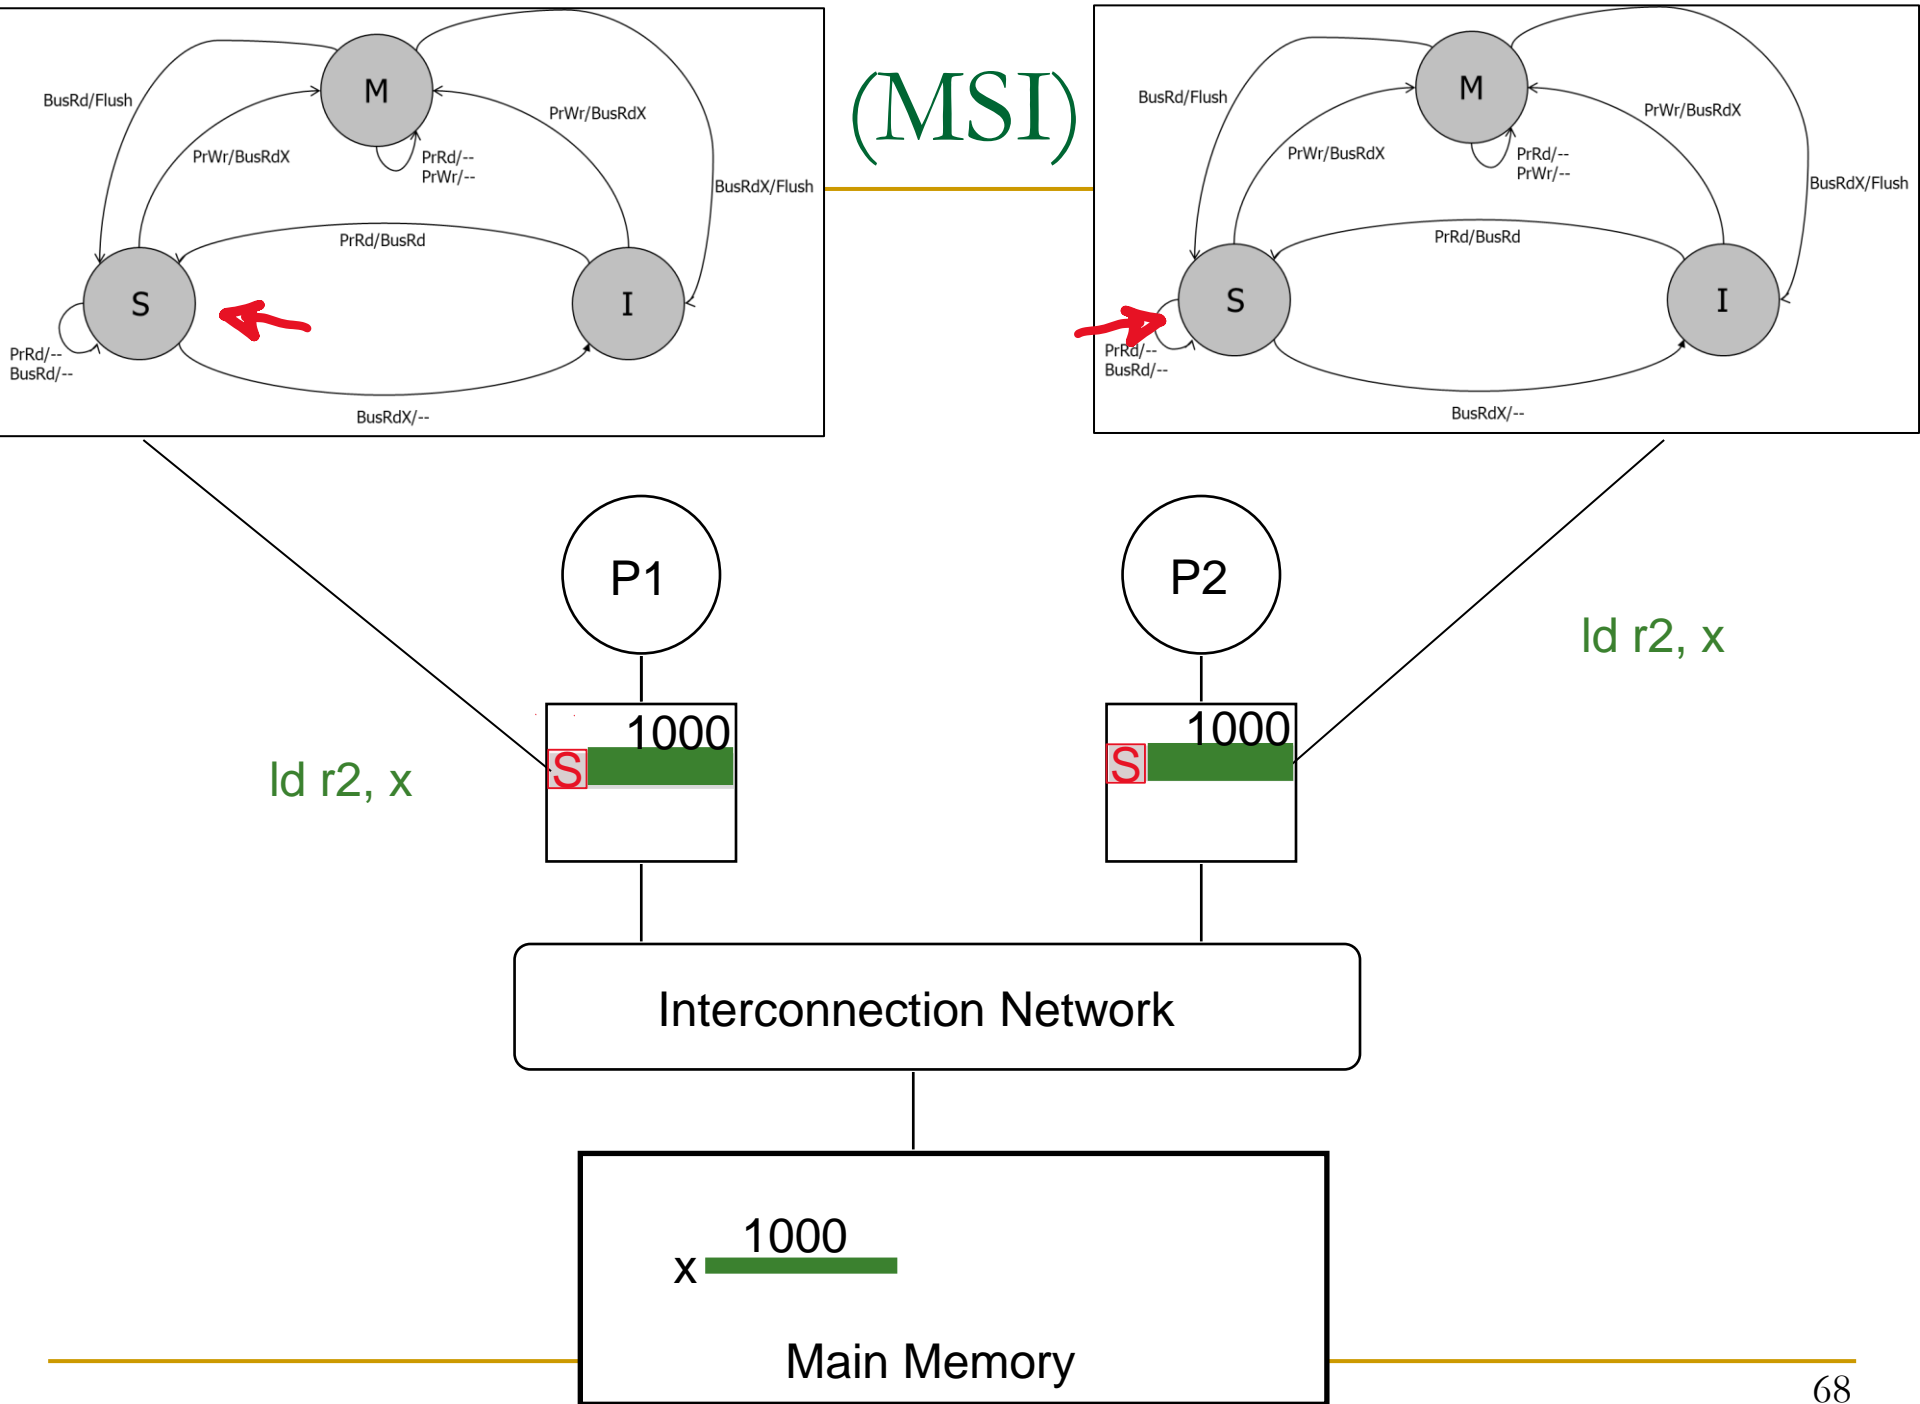 (MSI)
M
BusRd/Flush
PrWr/BusRdX
PrWr/BusRdX
PrRd/--
PrWr/--
BusRdX/Flush
PrRd/BusRd
S
I
PrRd/--
BusRd/--
BusRdX/--
M
BusRd/Flush
PrWr/BusRdX
PrWr/BusRdX
PrRd/--
PrWr/--
BusRdX/Flush
PrRd/BusRd
S
I
PrRd/--
BusRd/--
BusRdX/--
P1
P2
ld r2, x
ld r2, x
1000
S
1000
S
Interconnection Network
1000
x
Main Memory
68